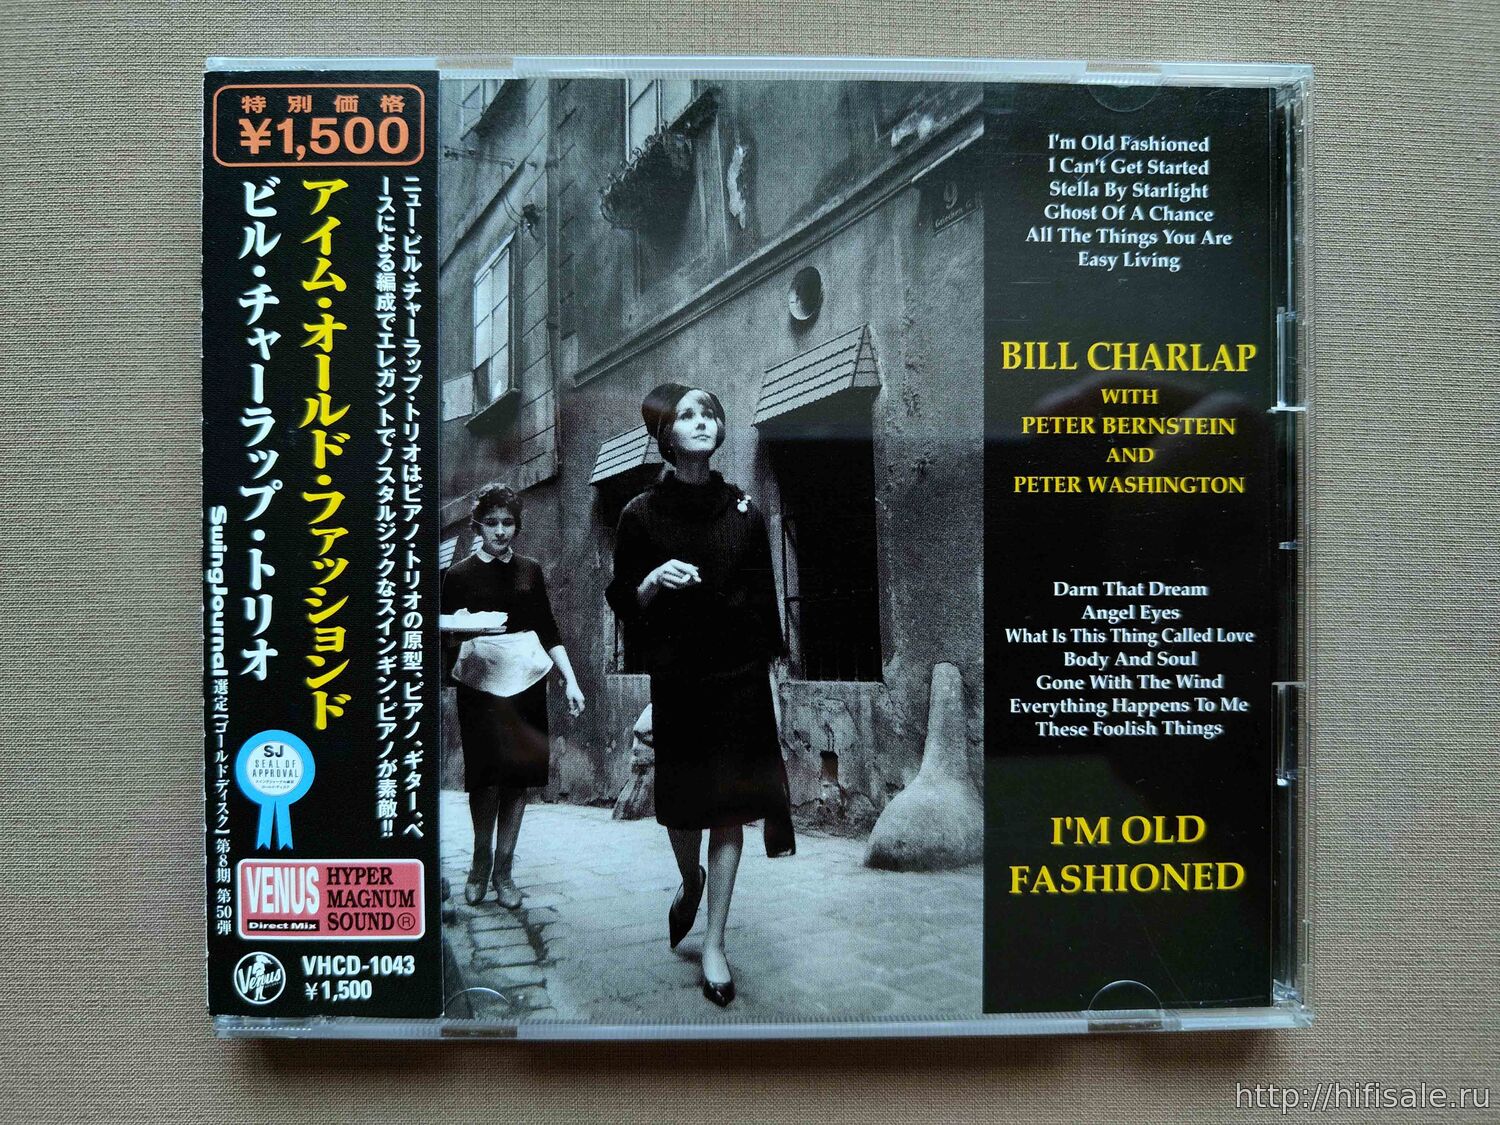 特別価格
¥1,500
ニュー・ビル・チャーラップ・トリオはピアノ・トリオの原型、ピアノ、ギター、ベ
ースによる編成でエレガントでノスタルジックなスインギン・ピアノが素敵!!
アイム・オールド・ファッションド
ビル・チャーラップ・トリオ
SwingJournal 選定【ゴールドディスク】第8期 第50弾
SJ
SEAL OF
APPROVAL
VENUS
Direct Mix
HYPER
MAGNUM
SOUND®
Venus
VHCD-1043
¥1,500
9
I'm Old Fashioned
I Can't Get Started
Stella By Starlight
Ghost Of A Chance
All The Things You Are
Easy Living
BILL CHARLAP
WITH
PETER BERNSTEIN
AND
PETER WASHINGTON
Darn That Dream
Angel Eyes
What Is This Thing Called Love
Body And Soul
Gone With The Wind
Everything Happens To Me
These Foolish Things
I'M OLD
FASHIONED
http://hifisale.ru